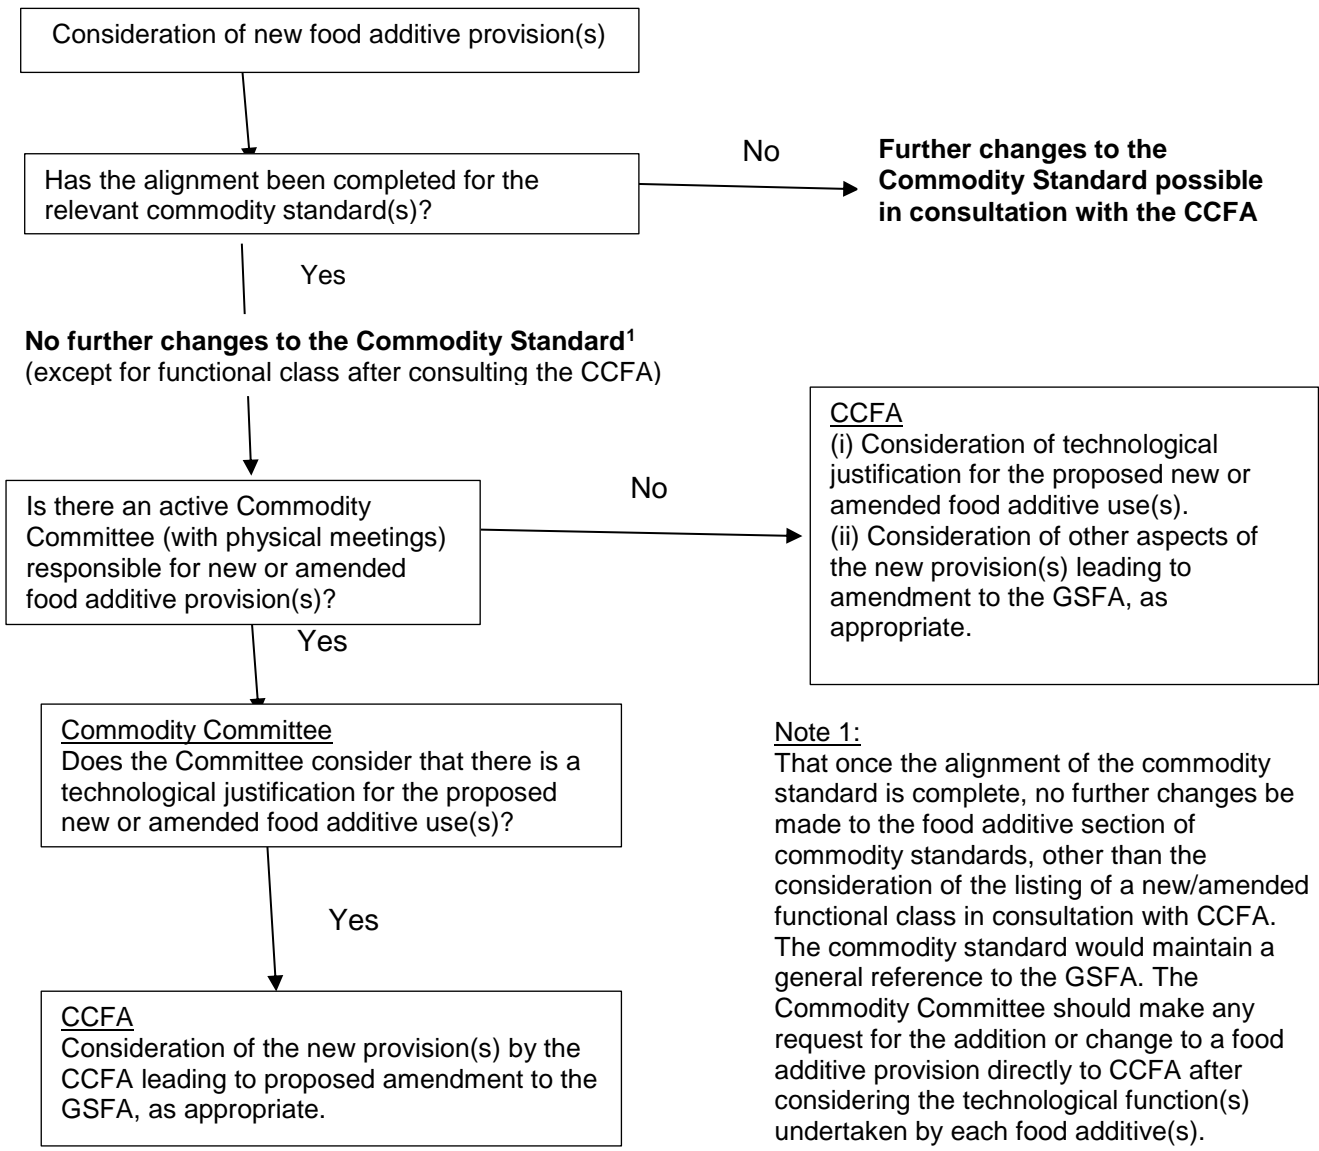 Consideration of new food additive provision(s)
Has the alignment been completed for the
relevant commodity standard(s)?
No
Further changes to the
Commodity Standard possible
in consultation with the CCFA
Yes
No further changes to the Commodity Standard¹
(except for functional class after consulting the CCFA)
Is there an active Commodity
Committee (with physical meetings)
responsible for new or amended
food additive provision(s)?
No
CCFA
(i) Consideration of technological
justification for the proposed new or
amended food additive use(s).
(ii) Consideration of other aspects of
the new provision(s) leading to
amendment to the GSFA, as
appropriate.
Yes
Commodity Committee
Does the Committee consider that there is a
technological justification for the proposed
new or amended food additive use(s)?
Yes
CCFA
Consideration of the new provision(s) by the
CCFA leading to proposed amendment to the
GSFA, as appropriate.
Note 1:
That once the alignment of the commodity
standard is complete, no further changes be
made to the food additive section of
commodity standards, other than the
consideration of the listing of a new/amended
functional class in consultation with CCFA.
The commodity standard would maintain a
general reference to the GSFA. The
Commodity Committee should make any
request for the addition or change to a food
additive provision directly to CCFA after
considering the technological function(s)
undertaken by each food additive(s).